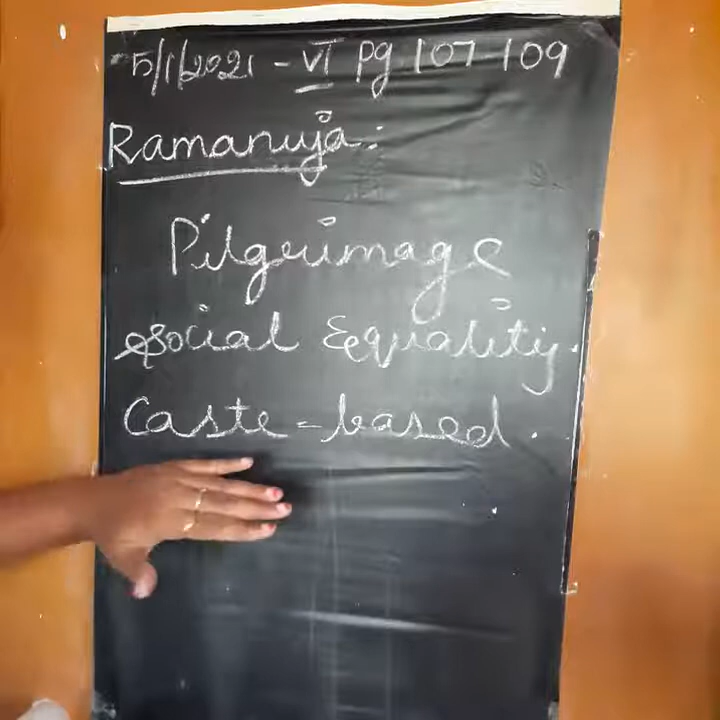 5/1/2021 - VI Pg 107-109
Ramanuja:
Pilgrimage
Social Equality.
Caste-based.